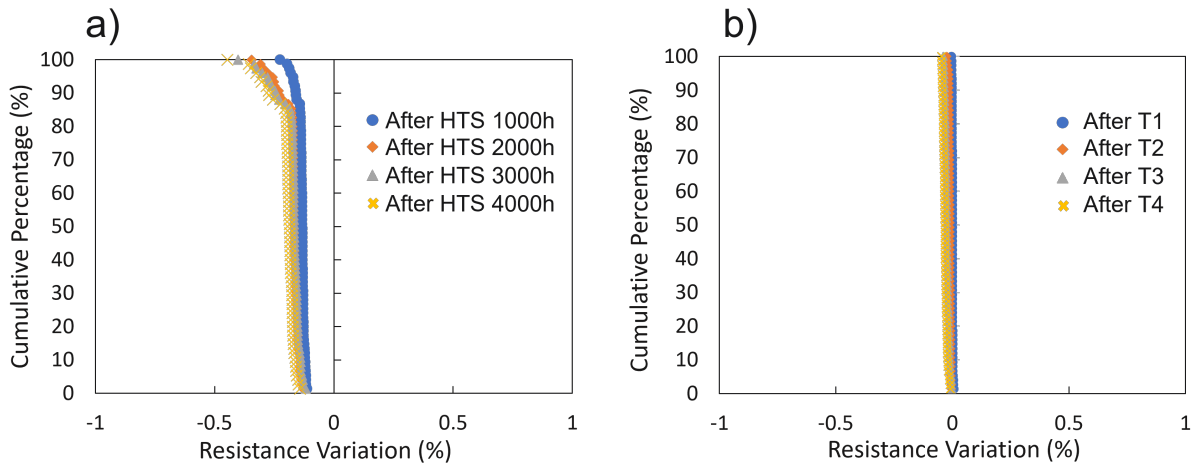 a)
100
90
80
70
60
50
40
30
20
10
0
Cumulative Percentage (%)
-1
-0.5
0
0.5
1
Resistance Variation (%)
After HTS 1000h
After HTS 2000h
After HTS 3000h
After HTS 4000h
b)
100
90
80
70
60
50
40
30
20
10
0
Cumulative Percentage (%)
-1
-0.5
0
0.5
1
Resistance Variation (%)
After T1
After T2
After T3
After T4